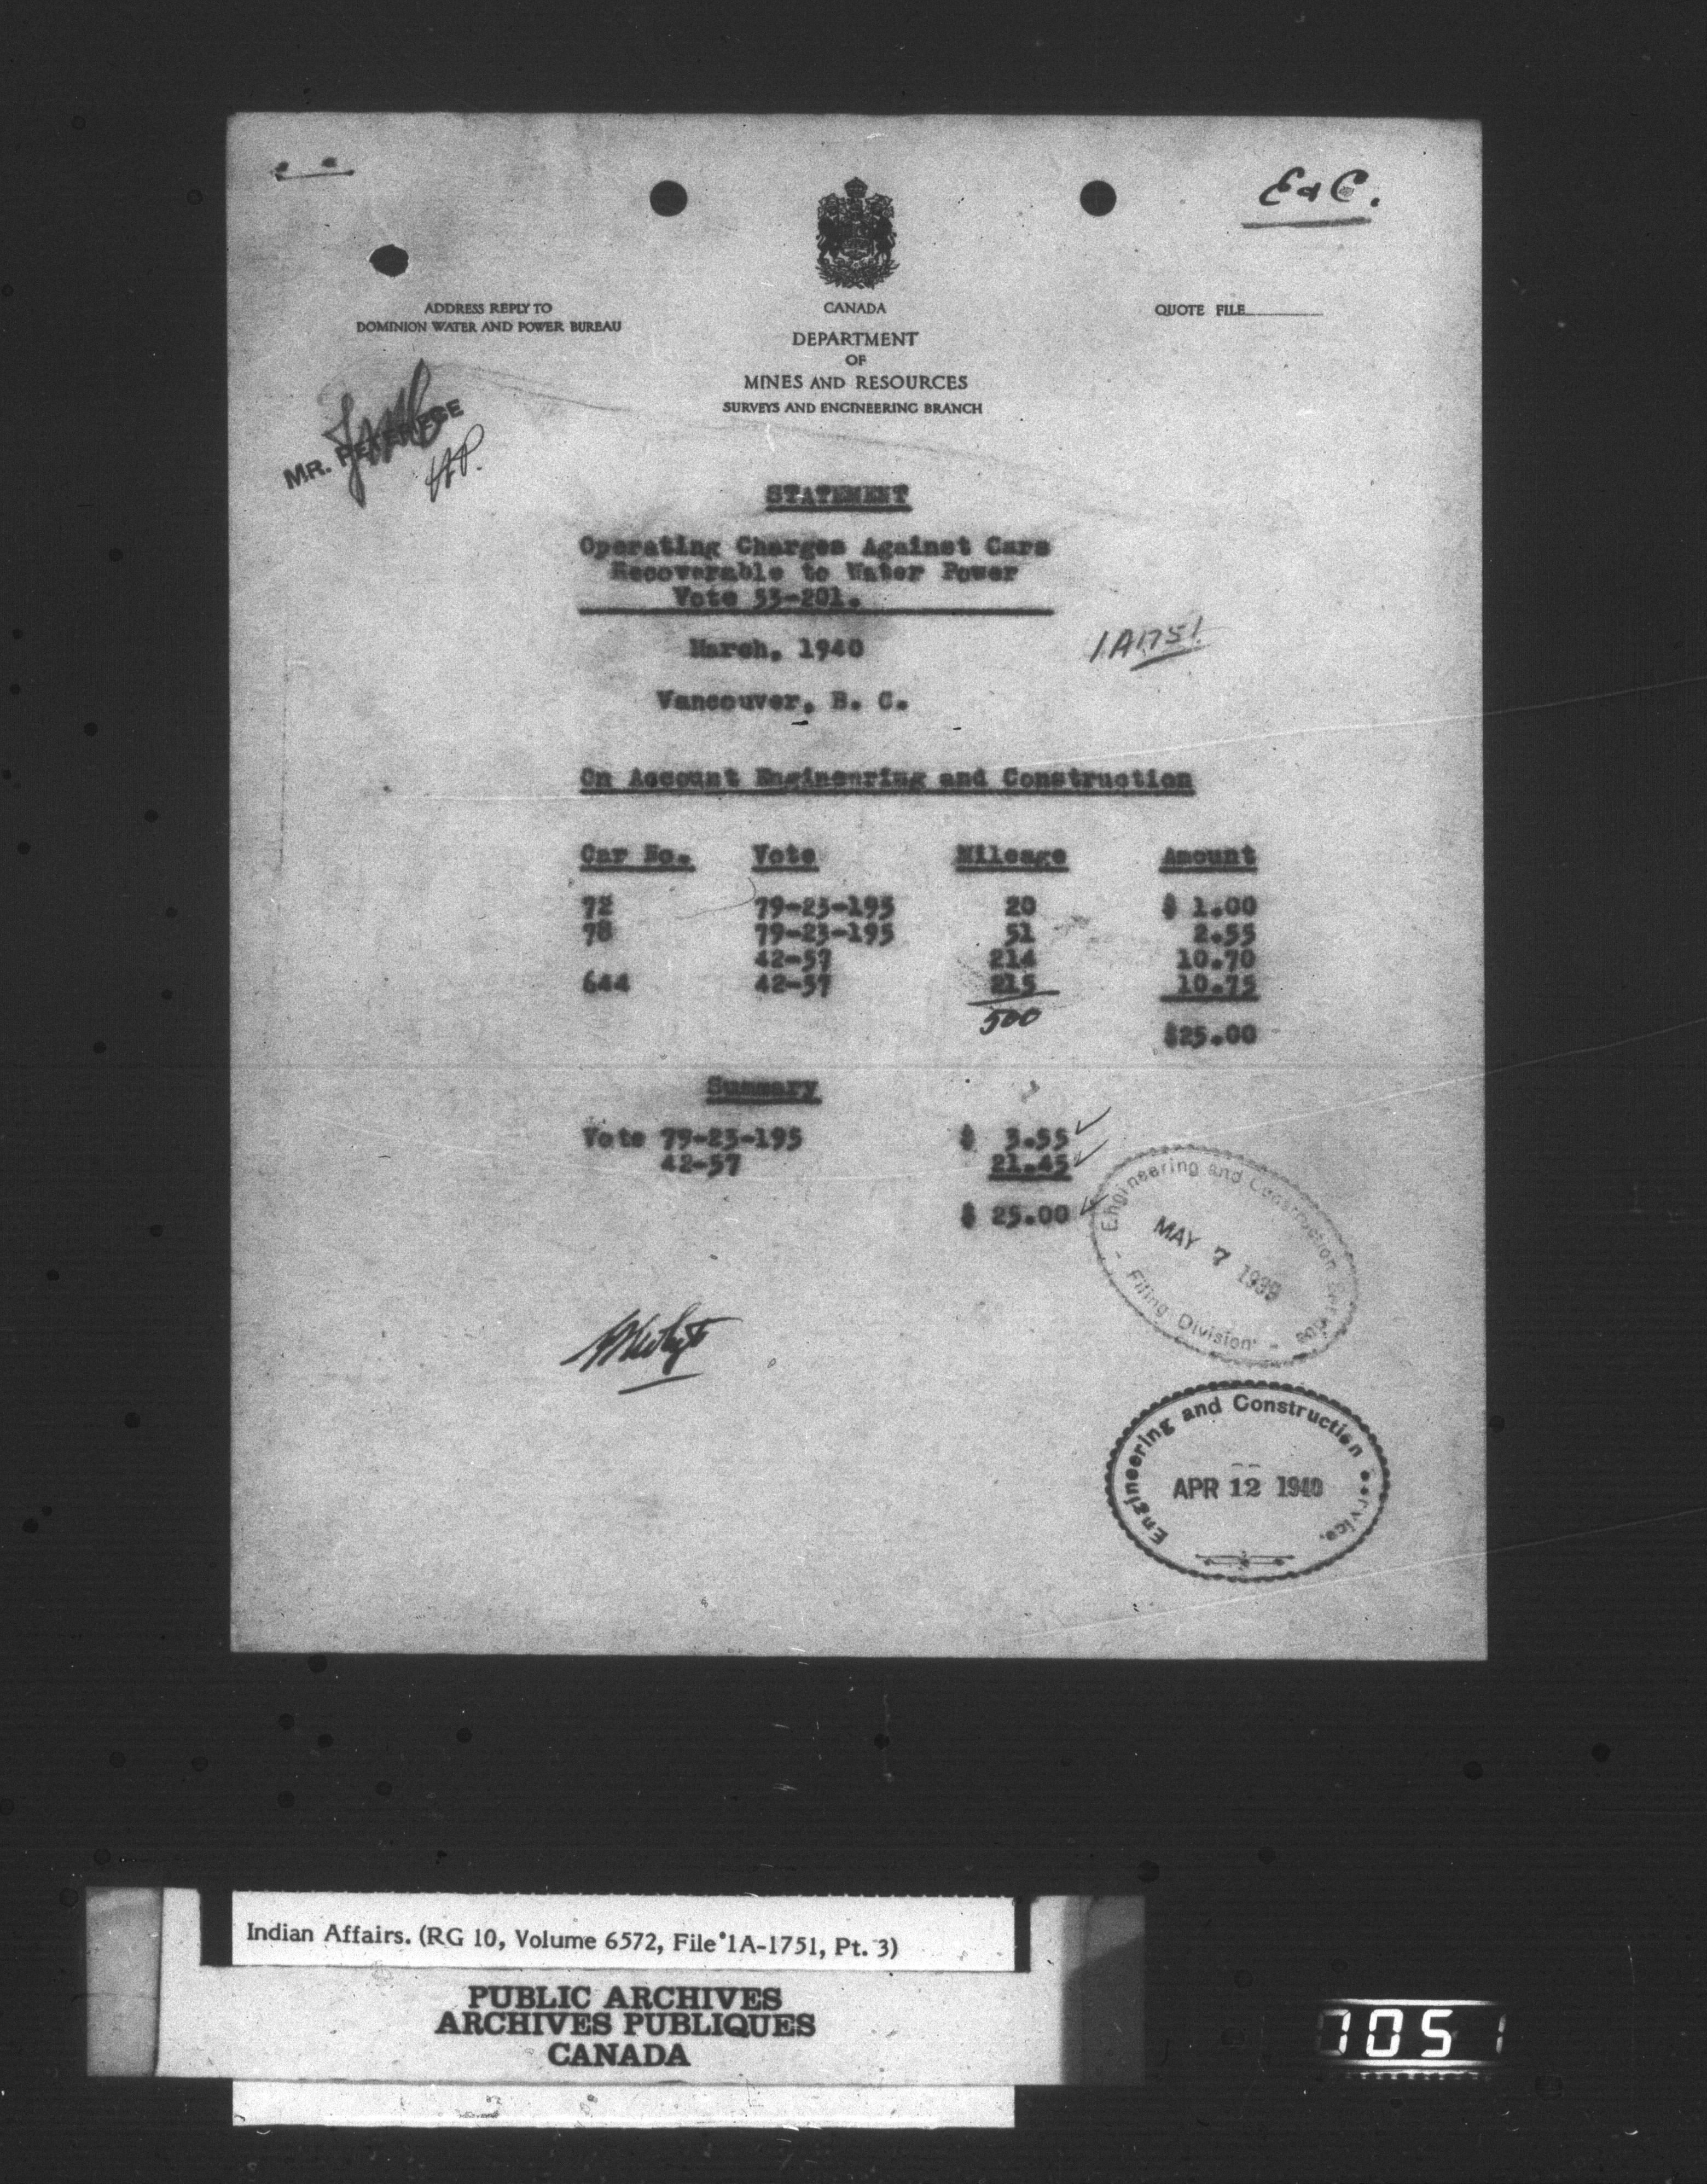 E & C.
ADDRESS REPLY TO
DOMINION WATER AND POWER BUREAU
CANADA
DEPARTMENT
OF
MINES AND RESOURCES
SURVEYS AND ENGINEERING BRANCH
QUOTE FILE
MR.
H.P.
STATEMENT
Operating Charges Against Cars
Recoverable to Water Power
Vote 53-201.
March, 1940
1A1751
Vancouver, B. C.
On Account Engineering and Construction
Car No. Vote Mileage Amount
72 79-23-195 20 $ 1.00
78 79-23-195 51 2.55
42-57 214 10.70
644 42-57 215 10.75
500
$25.00
Summary
Vote 79-23-195 $ 3.55
42-57 21.45
$ 25.00
Engineering and Construction Service
MAY 7 1939
- Filing Division -
Engineering and Construction Service.
APR 12 1940
Indian Affairs. (RG 10, Volume 6572, File 1A-1751, Pt. 3)
PUBLIC ARCHIVES
ARCHIVES PUBLIQUES
CANADA
1051